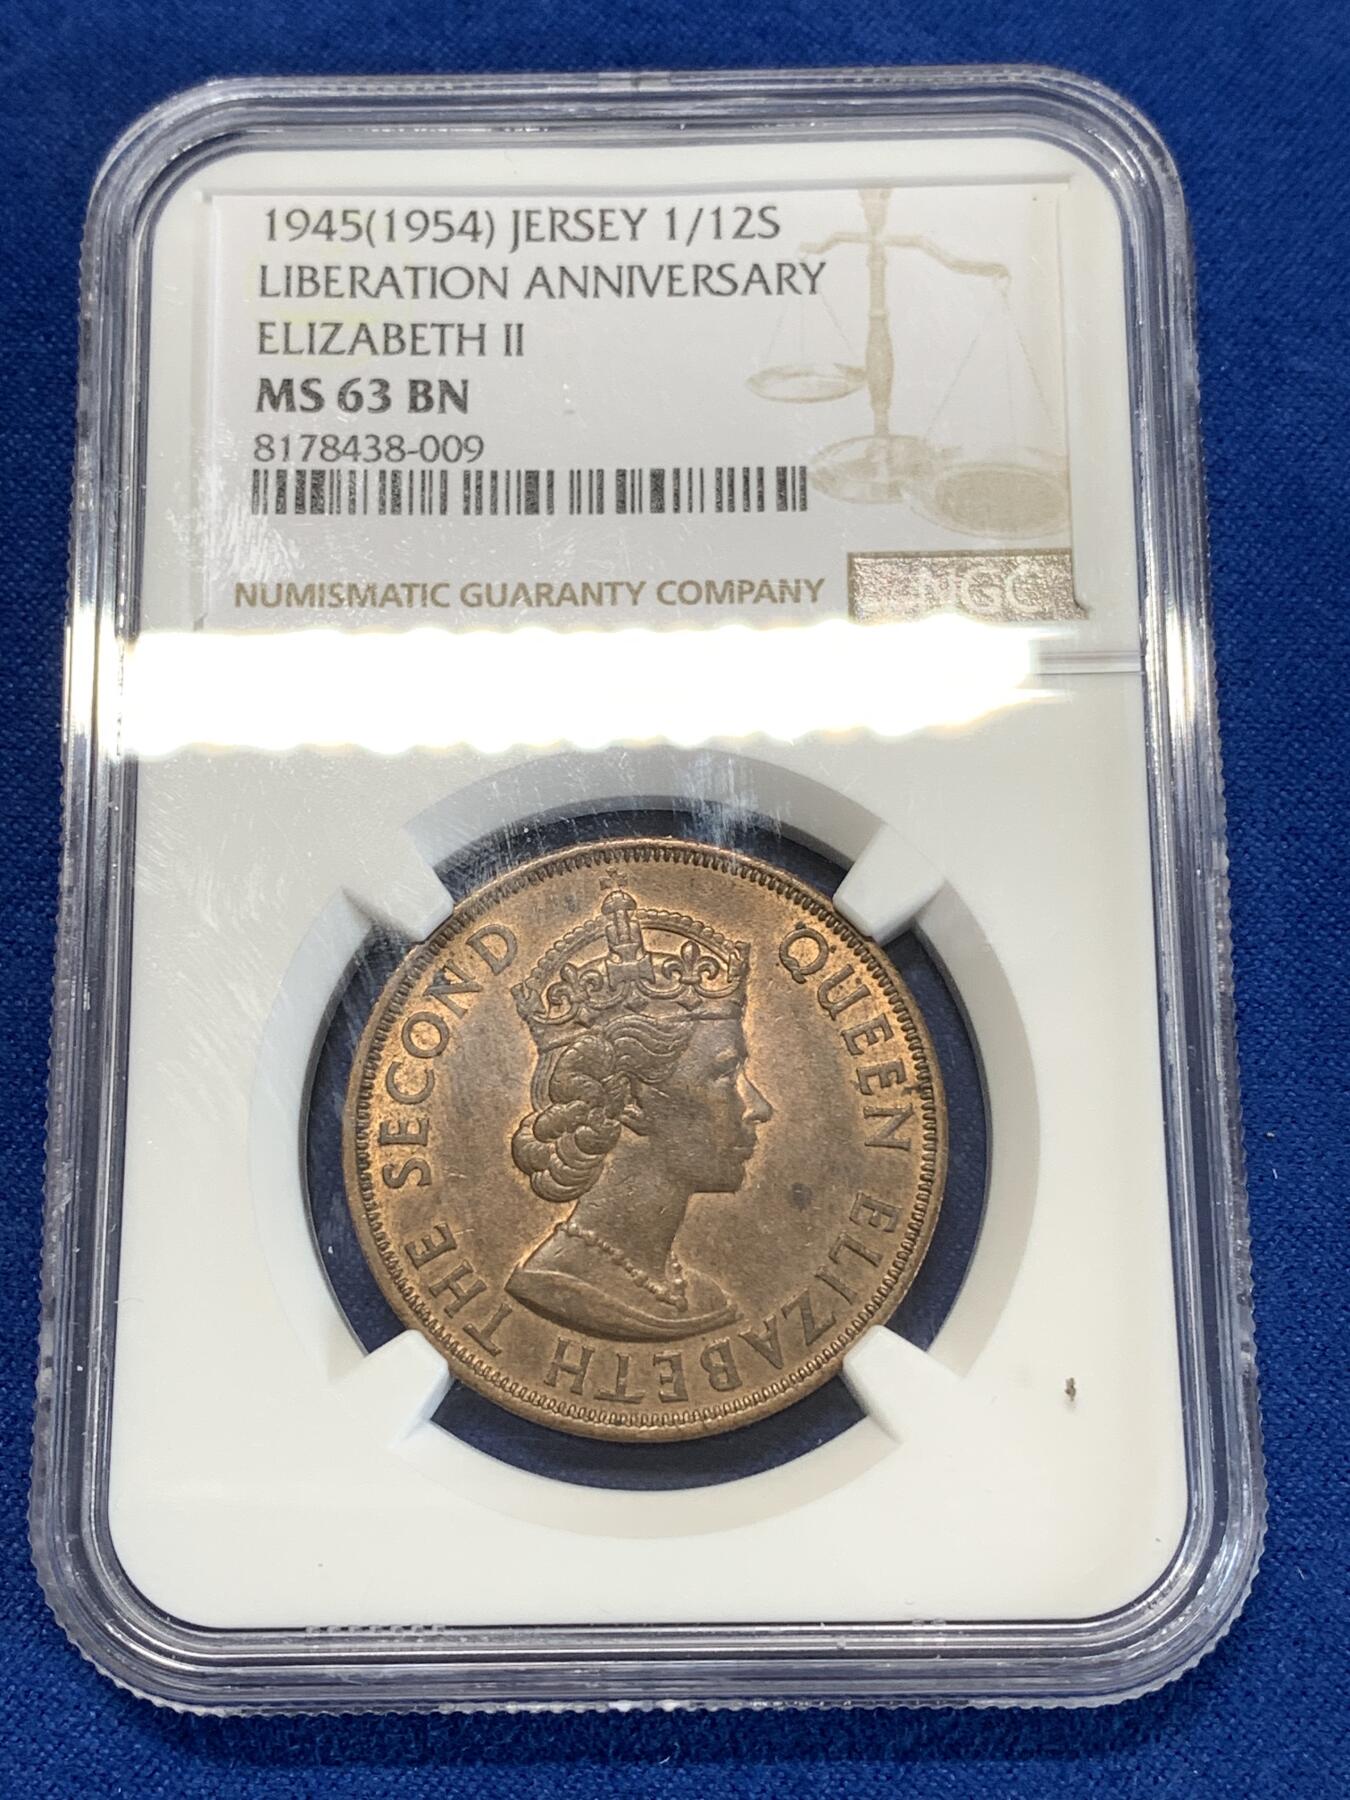 1945(1954) JERSEY 1/12S
LIBERATION ANNIVERSARY
ELIZABETH II
MS 63 BN
8178438-009
NUMISMATIC GUARANTY COMPANY
NGC
QUEEN ELIZABETH THE SECOND